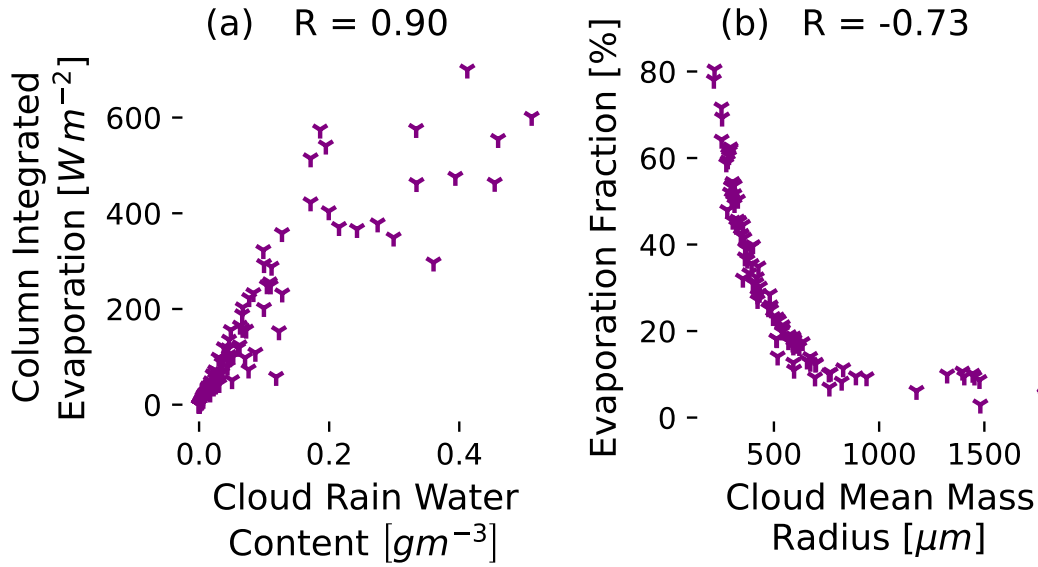 (a) R = 0.90
Column Integrated
Evaporation [W m⁻²]
600
400
200
0
0.0 0.2 0.4
Cloud Rain Water
Content [gm⁻³]
(b) R = -0.73
Evaporation Fraction [%]
80
60
40
20
0
500 1000 1500
Cloud Mean Mass
Radius [μm]